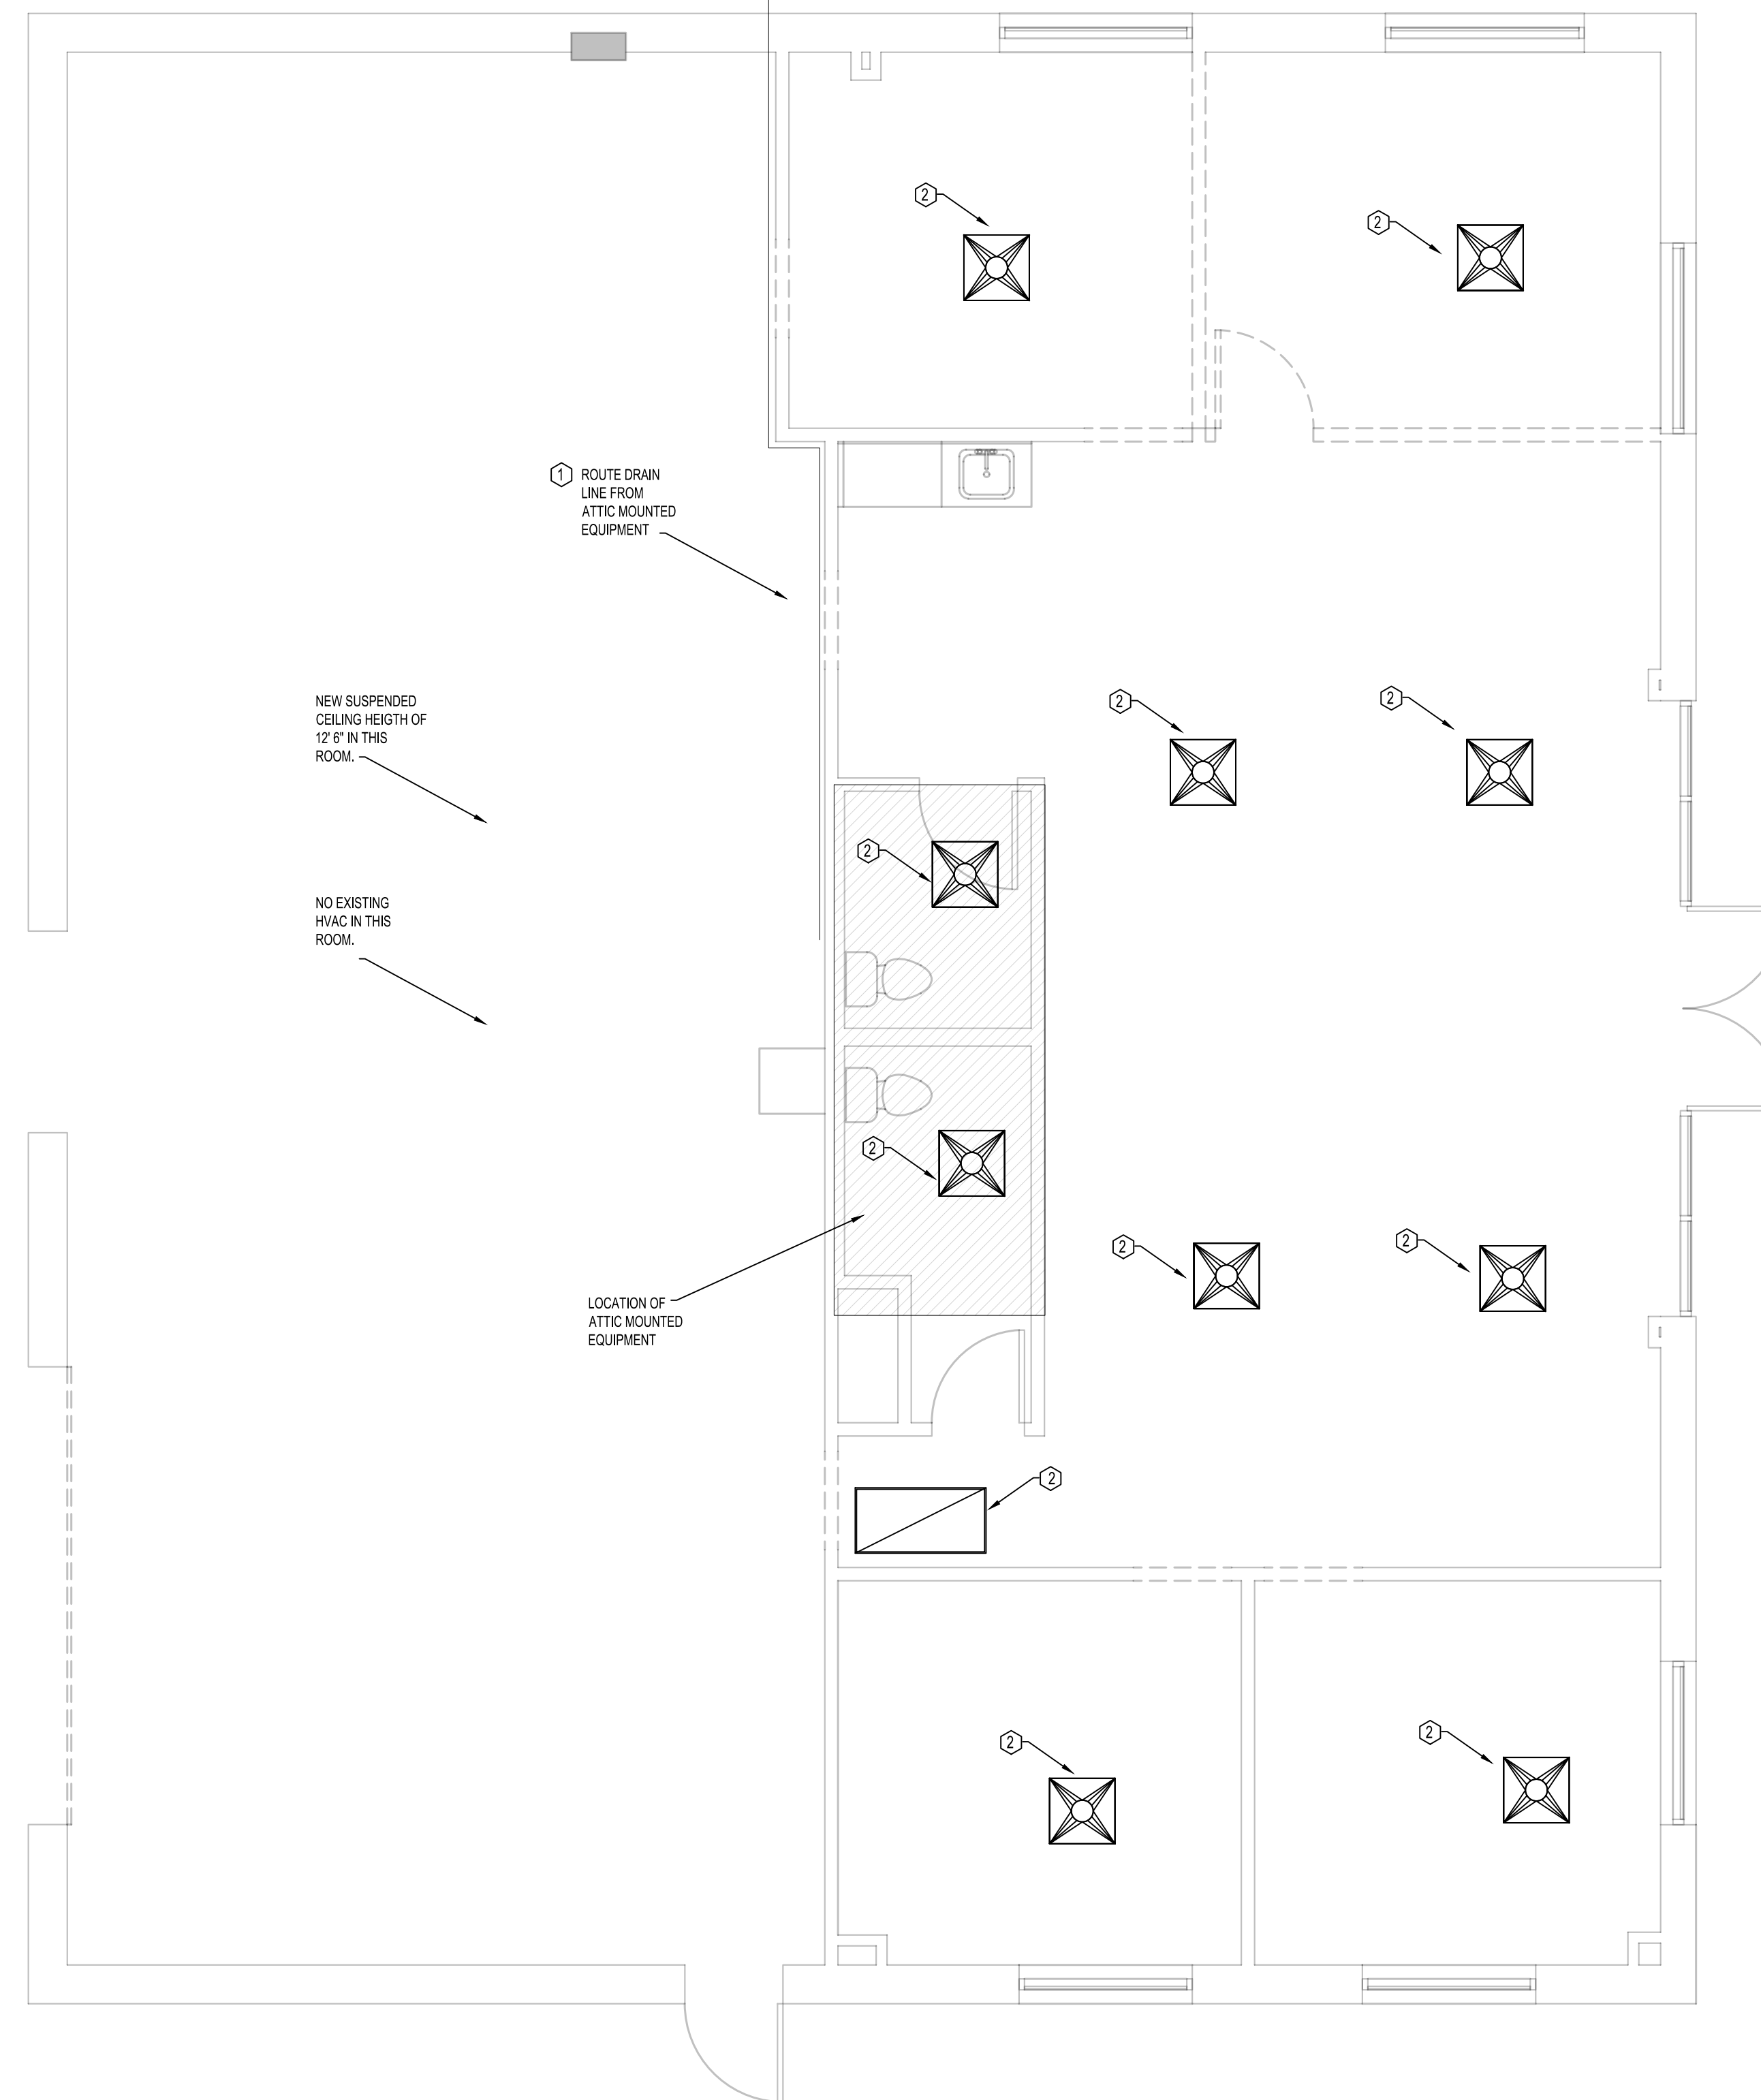 2
2
1 ROUTE DRAIN
LINE FROM
ATTIC MOUNTED
EQUIPMENT
NEW SUSPENDED
CEILING HEIGTH OF
12' 6" IN THIS
ROOM.
2
2
2
NO EXISTING
HVAC IN THIS
ROOM.
2
2
2
LOCATION OF
ATTIC MOUNTED
EQUIPMENT
2
2
2